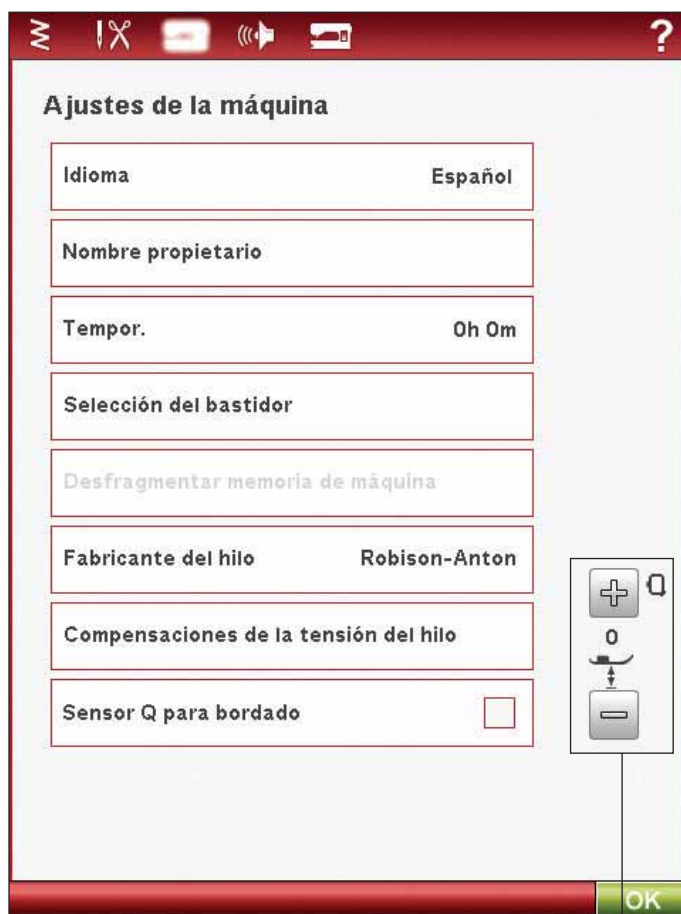 ?
Ajustes de la máquina
Idioma Español
Nombre propietario
Tempor. 0h 0m
Selección del bastidor
Desfragmentar memoria de máquina
Fabricante del hilo Robison-Anton
Compensaciones de la tensión del hilo
0
Sensor Q para bordado
OK